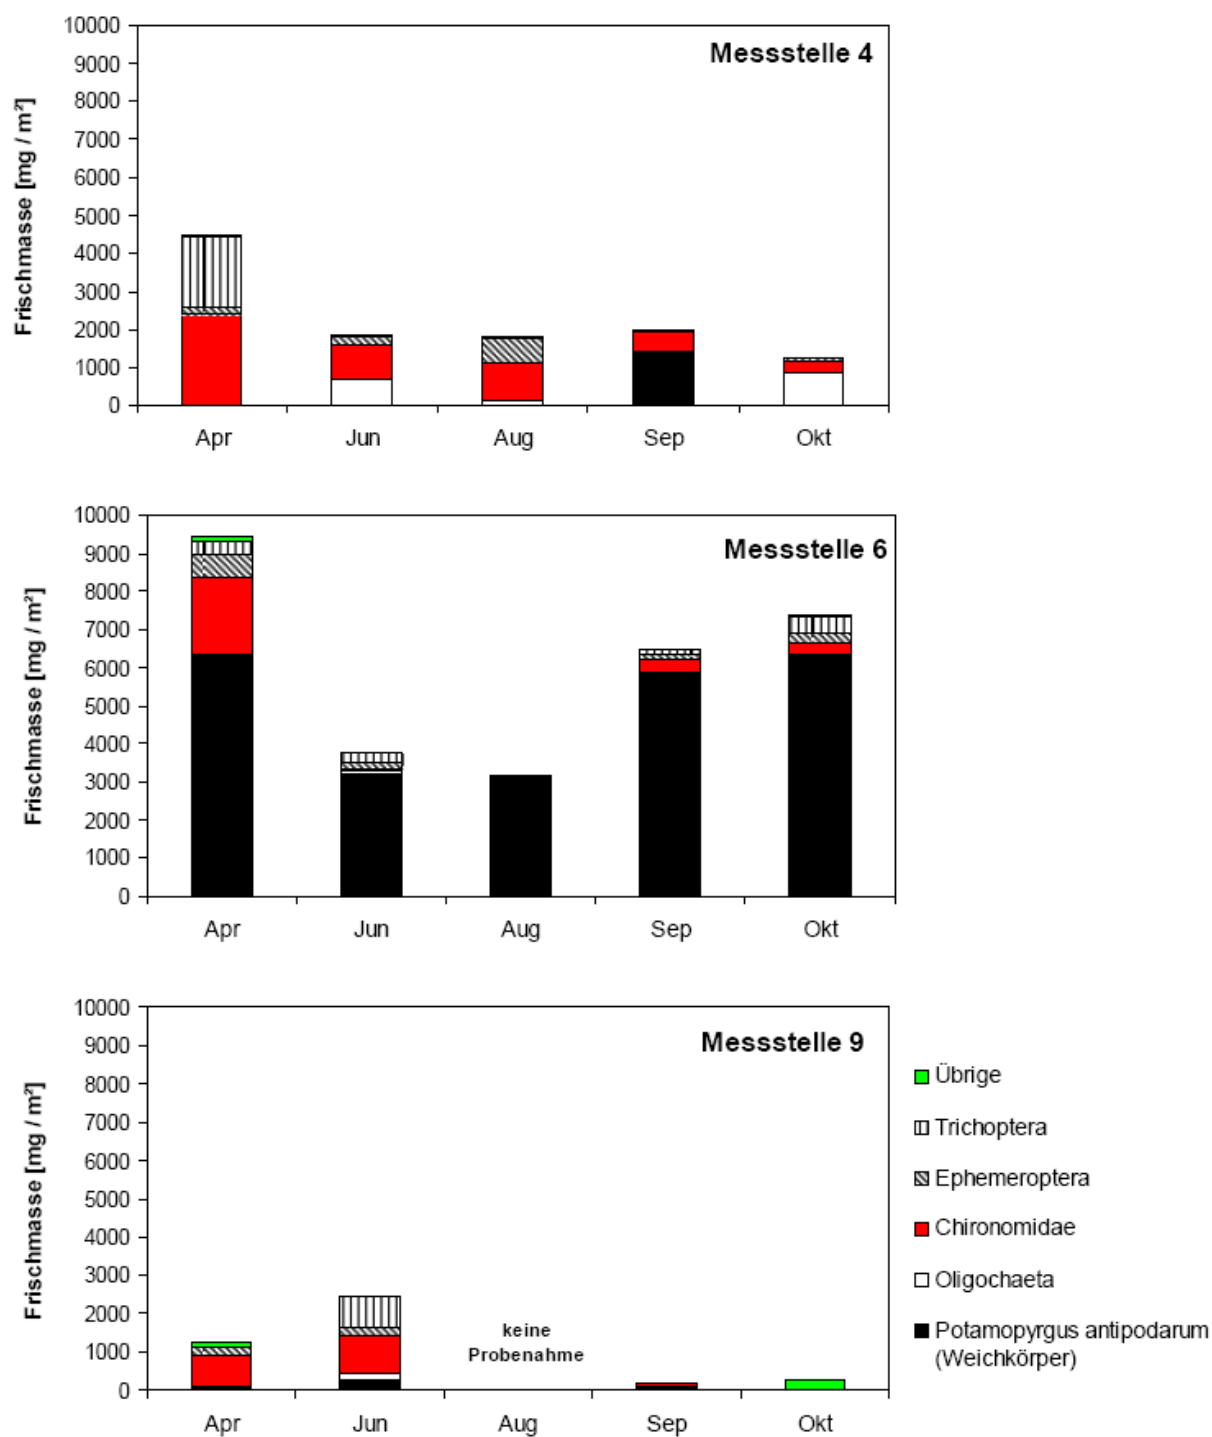 Messstelle 4
Frischmasse [mg / m²]
10000
9000
8000
7000
6000
5000
4000
3000
2000
1000
0
Apr Jun Aug Sep Okt
Messstelle 6
Frischmasse [mg / m²]
10000
9000
8000
7000
6000
5000
4000
3000
2000
1000
0
Apr Jun Aug Sep Okt
Messstelle 9
Frischmasse [mg / m²]
10000
9000
8000
7000
6000
5000
4000
3000
2000
1000
0
keine
Probenahme
Apr Jun Aug Sep Okt
Übrige
Trichoptera
Ephemeroptera
Chironomidae
Oligochaeta
Potamopyrgus antipodarum
(Weichkörper)